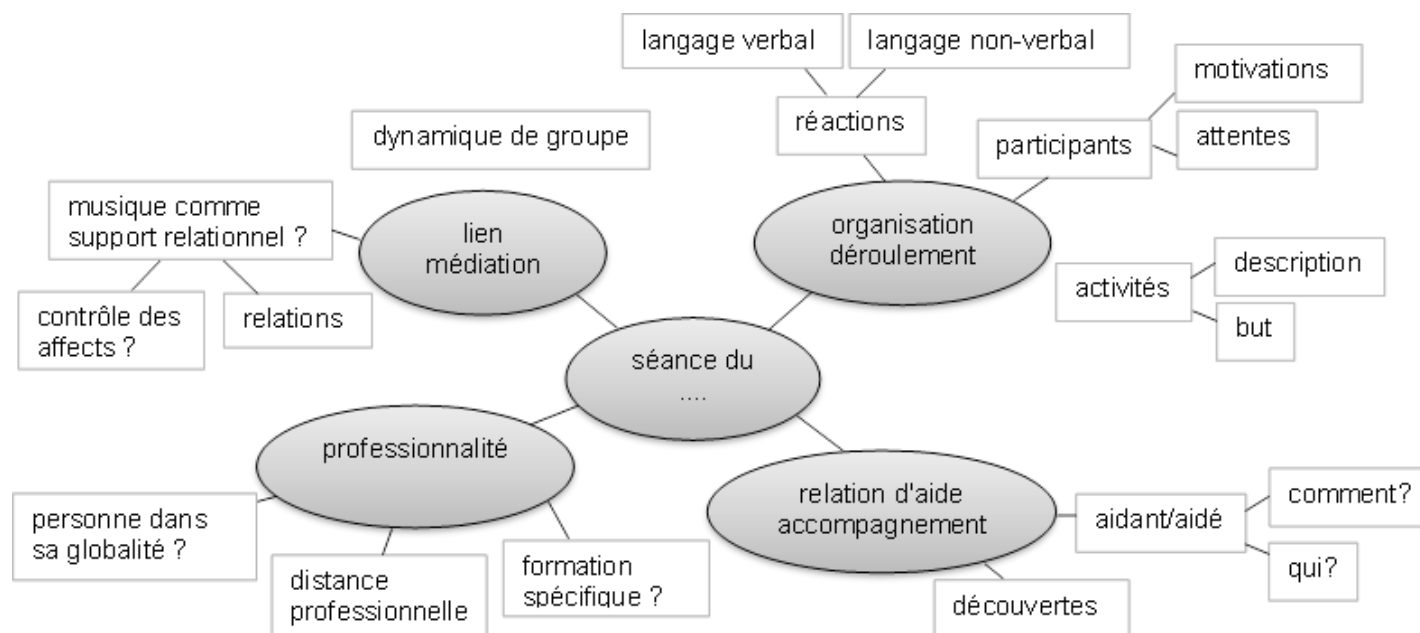 langage verbal
langage non-verbal
motivations
réactions
participants
attentes
dynamique de groupe
musique comme
support relationnel ?
lien
médiation
organisation
déroulement
description
activités
contrôle des
affects ?
relations
but
séance du
....
professionnalité
relation d'aide
accompagnement
comment?
aidant/aidé
personne dans
sa globalité ?
formation
spécifique ?
qui?
distance
professionnelle
découvertes